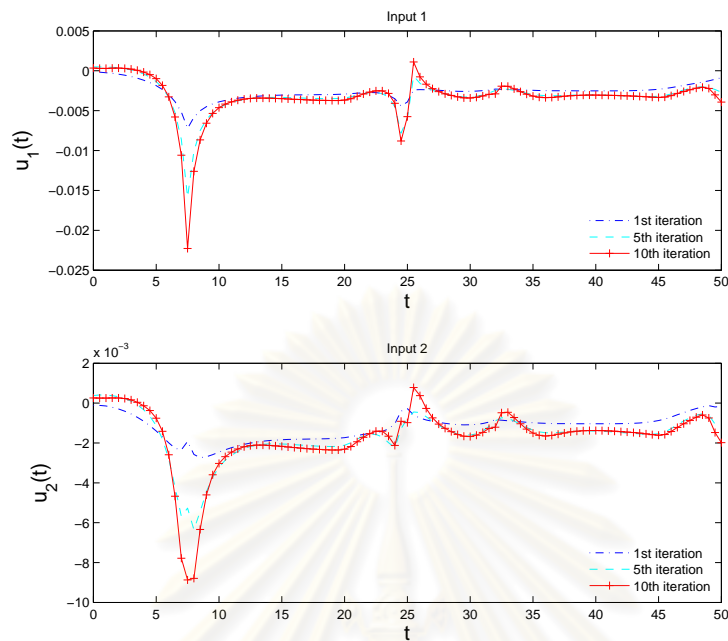 Input 1
0.005
0
−0.005
−0.01
−0.015
−0.02
−0.025
u1(t)
0 5 10 15 20 25 30 35 40 45 50
t
1st iteration
5th iteration
10th iteration
Input 2
x 10−3
2
0
−2
−4
−6
−8
−10
u2(t)
0 5 10 15 20 25 30 35 40 45 50
t
1st iteration
5th iteration
10th iteration